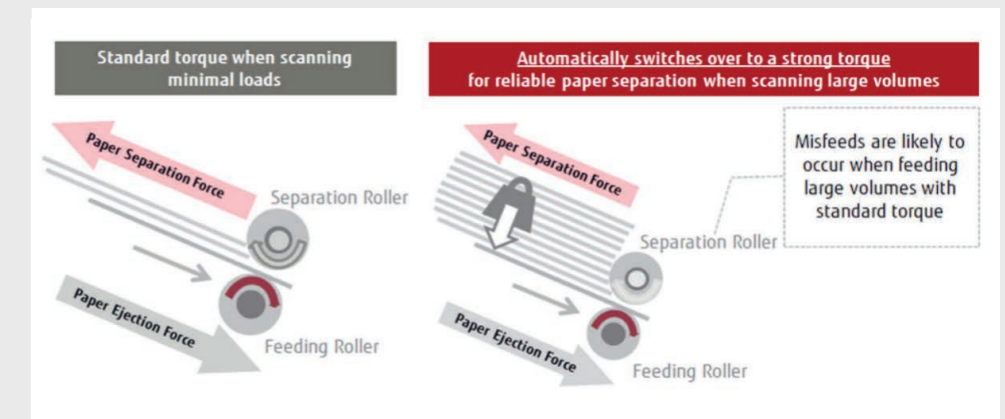 Standard torque when scanning
minimal loads
Paper Separation Force
Separation Roller
Paper Ejection Force
Feeding Roller
Automatically switches over to a strong torque
for reliable paper separation when scanning large volumes
Paper Separation Force
Misfeeds are likely to
occur when feeding
large volumes with
standard torque
Separation Roller
Paper Ejection Force
Feeding Roller